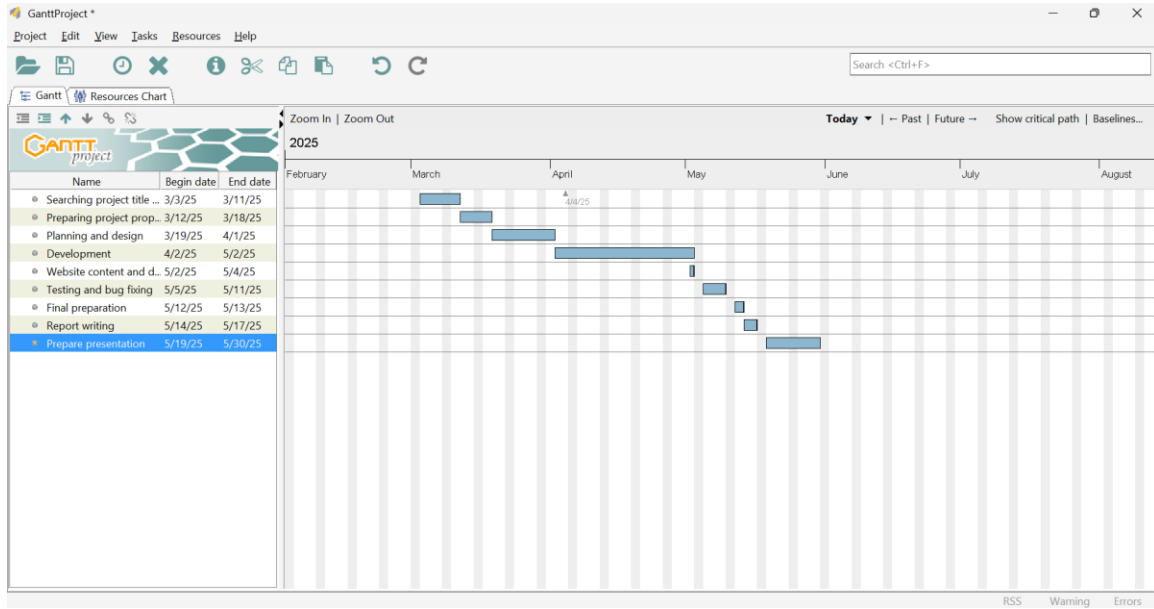 GanttProject *
Project Edit View Tasks Resources Help
Search <Ctrl+F>
Gantt Resources Chart
Zoom In | Zoom Out Today ▼ | ← Past | Future → Show critical path | Baselines...
GANTT project
2025
February March April May June July August
Name Begin date End date
Searching project title ... 3/3/25 3/11/25
4/4/25
Preparing project prop... 3/12/25 3/18/25
Planning and design 3/19/25 4/1/25
Development 4/2/25 5/2/25
Website content and d... 5/2/25 5/4/25
Testing and bug fixing 5/5/25 5/11/25
Final preparation 5/12/25 5/13/25
Report writing 5/14/25 5/17/25
Prepare presentation 5/19/25 5/30/25
RSS Warning Errors